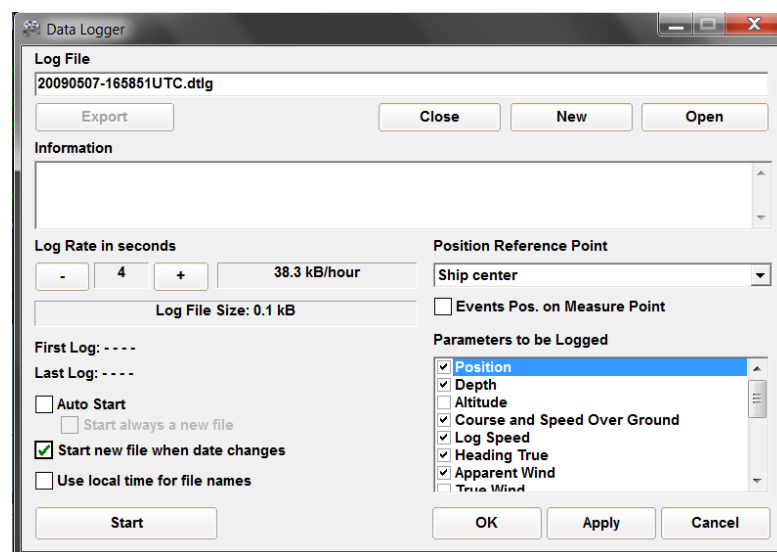 Data Logger
Log File
20090507-165851UTC.dtlg
Export Close New Open
Information
Log Rate in seconds
- 4 + 38.3 kB/hour
Log File Size: 0.1 kB
First Log: - - - -
Last Log: - - - -
Auto Start
Start always a new file
Start new file when date changes
Use local time for file names
Start
Position Reference Point
Ship center
Events Pos. on Measure Point
Parameters to be Logged
Position
Depth
Altitude
Course and Speed Over Ground
Log Speed
Heading True
Apparent Wind
True Wind
OK Apply Cancel